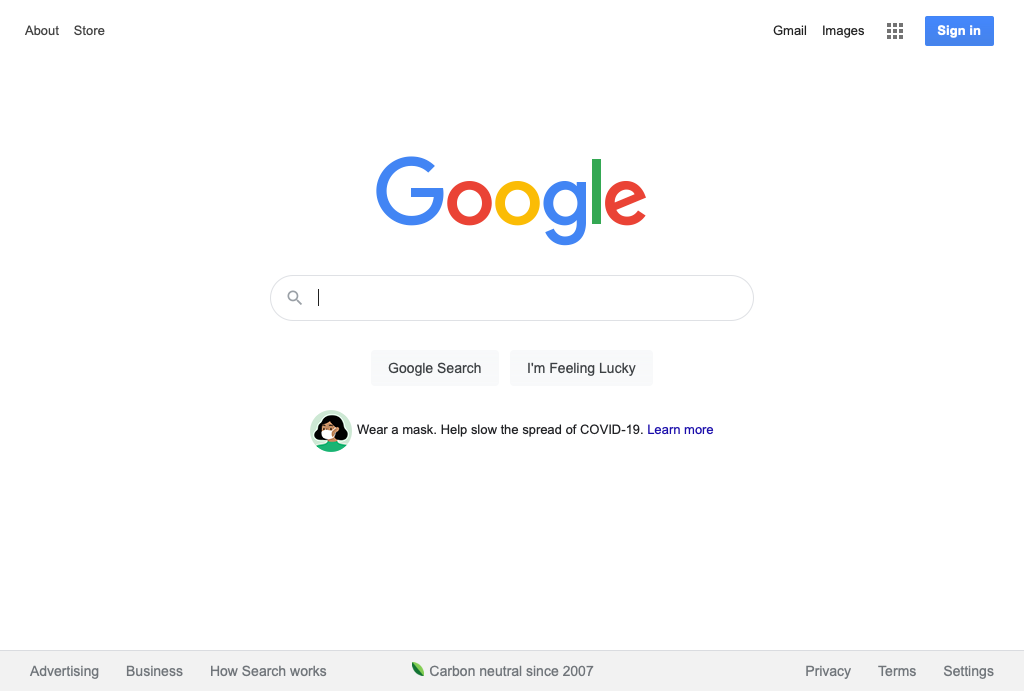 About Store Gmail Images Sign in
Google
Google Search I'm Feeling Lucky
Wear a mask. Help slow the spread of COVID-19. Learn more
Advertising Business How Search works Carbon neutral since 2007 Privacy Terms Settings